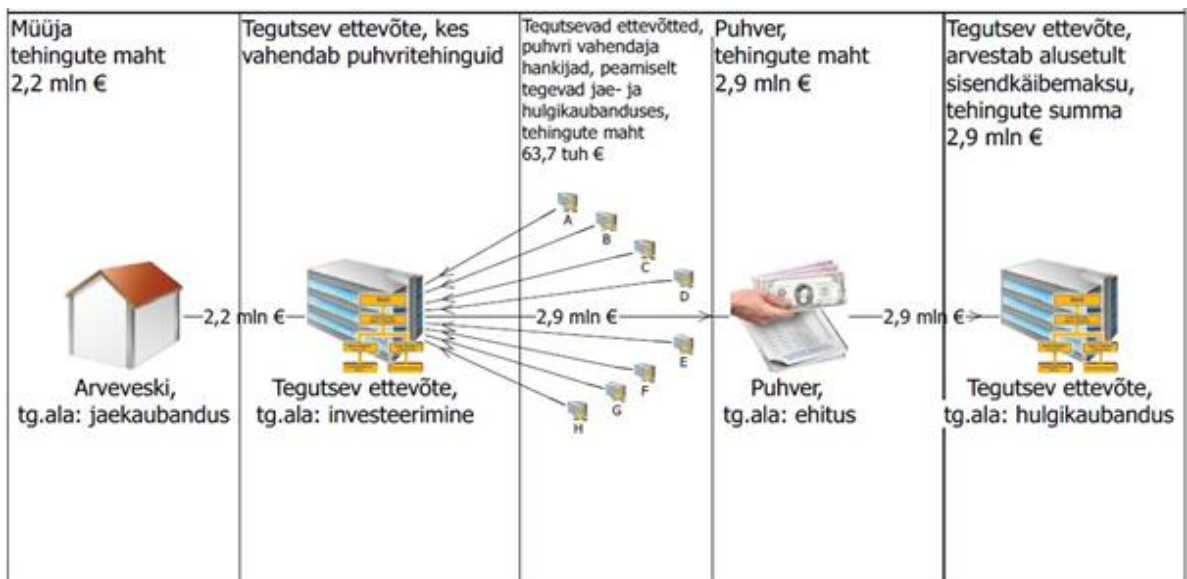 Müüja
tehingute maht
2,2 mln €
Tegutsev ettevõte, kes
vahendab puhvritehinguid
Tegutsevad ettevõtted,
puhvri vahendaja
hankijad, peamiselt
tegevad jae- ja
hulgikaubanduses,
tehingute maht
63,7 tuh €
Puhver,
tehingute maht
2,9 mln €
Tegutsev ettevõte,
arvestab alusetult
sisendkäibemaksu,
tehingute summa
2,9 mln €
A
B
C
D
2,2 mln €
2,9 mln €
2,9 mln €
E
F
G
H
Arveveski,
tg.ala: jaekaubandus
Tegutsev ettevõte,
tg.ala: investeerimine
Puhver,
tg.ala: ehitus
Tegutsev ettevõte,
tg.ala: hulgikaubandus